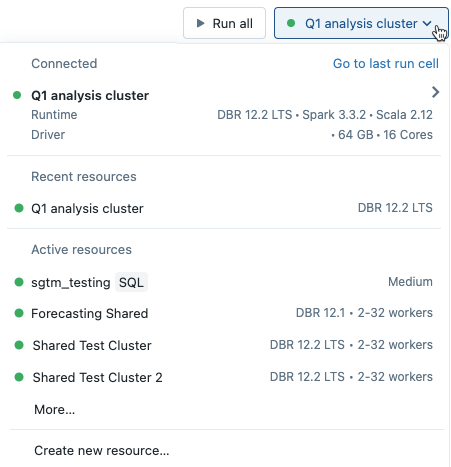 Run all
Q1 analysis cluster
Connected
Go to last run cell
Q1 analysis cluster
Runtime
DBR 12.2 LTS • Spark 3.3.2 • Scala 2.12
Driver
• 64 GB • 16 Cores
Recent resources
Q1 analysis cluster
DBR 12.2 LTS
Active resources
sgtm_testing SQL
Medium
Forecasting Shared
DBR 12.1 • 2-32 workers
Shared Test Cluster
DBR 12.2 LTS • 2-32 workers
Shared Test Cluster 2
DBR 12.2 LTS • 2-32 workers
More...
Create new resource...